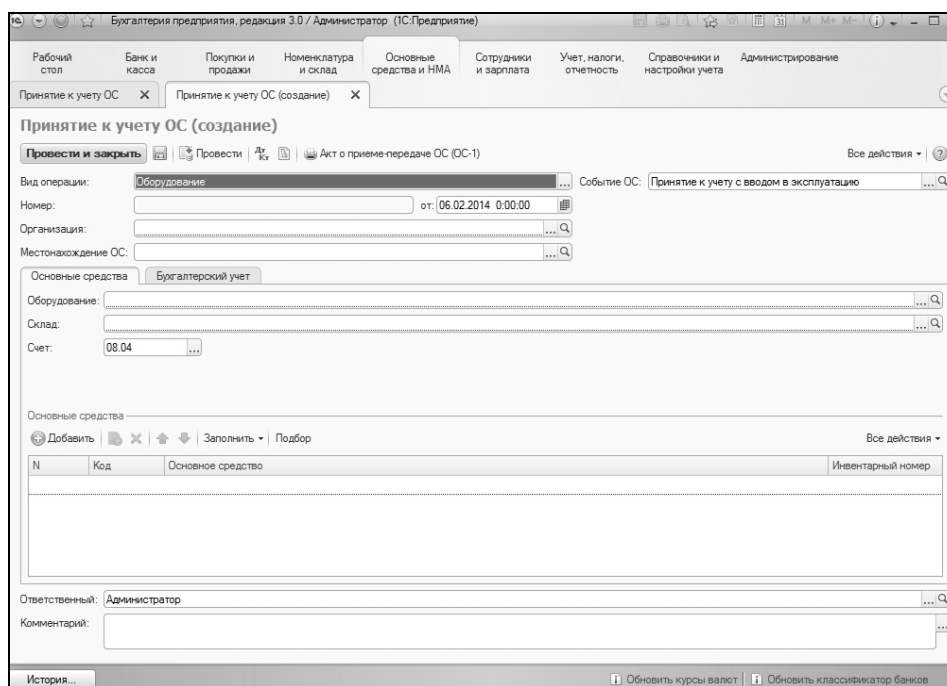 Бухгалтерия предприятия, редакция 3.0 / Администратор (1С:Предприятие) M M+ M-
Рабочий стол Банк и касса Покупки и продажи Номенклатура и склад Основные средства и НМА Сотрудники и зарплата Учет, налоги, отчетность Справочники и настройки учета Администрирование
Принятие к учету ОС Принятие к учету ОС (создание)
Принятие к учету ОС (создание)
Провести и закрыть Провести Дт Кт Акт о приеме-передаче ОС (ОС-1) Все действия
Вид операции: Оборудование ... Событие ОС: Принятие к учету с вводом в эксплуатацию ...
Номер: от: 06.02.2014 0:00:00
Организация: ...
Местонахождение ОС: ...
Основные средства Бухгалтерский учет
Оборудование: ...
Склад: ...
Счет: 08.04 ...
Основные средства
Добавить Заполнить Подбор Все действия
N Код Основное средство Инвентарный номер
Ответственный: Администратор ...
Комментарий: ...
История... Обновить курсы валют Обновить классификатор банков